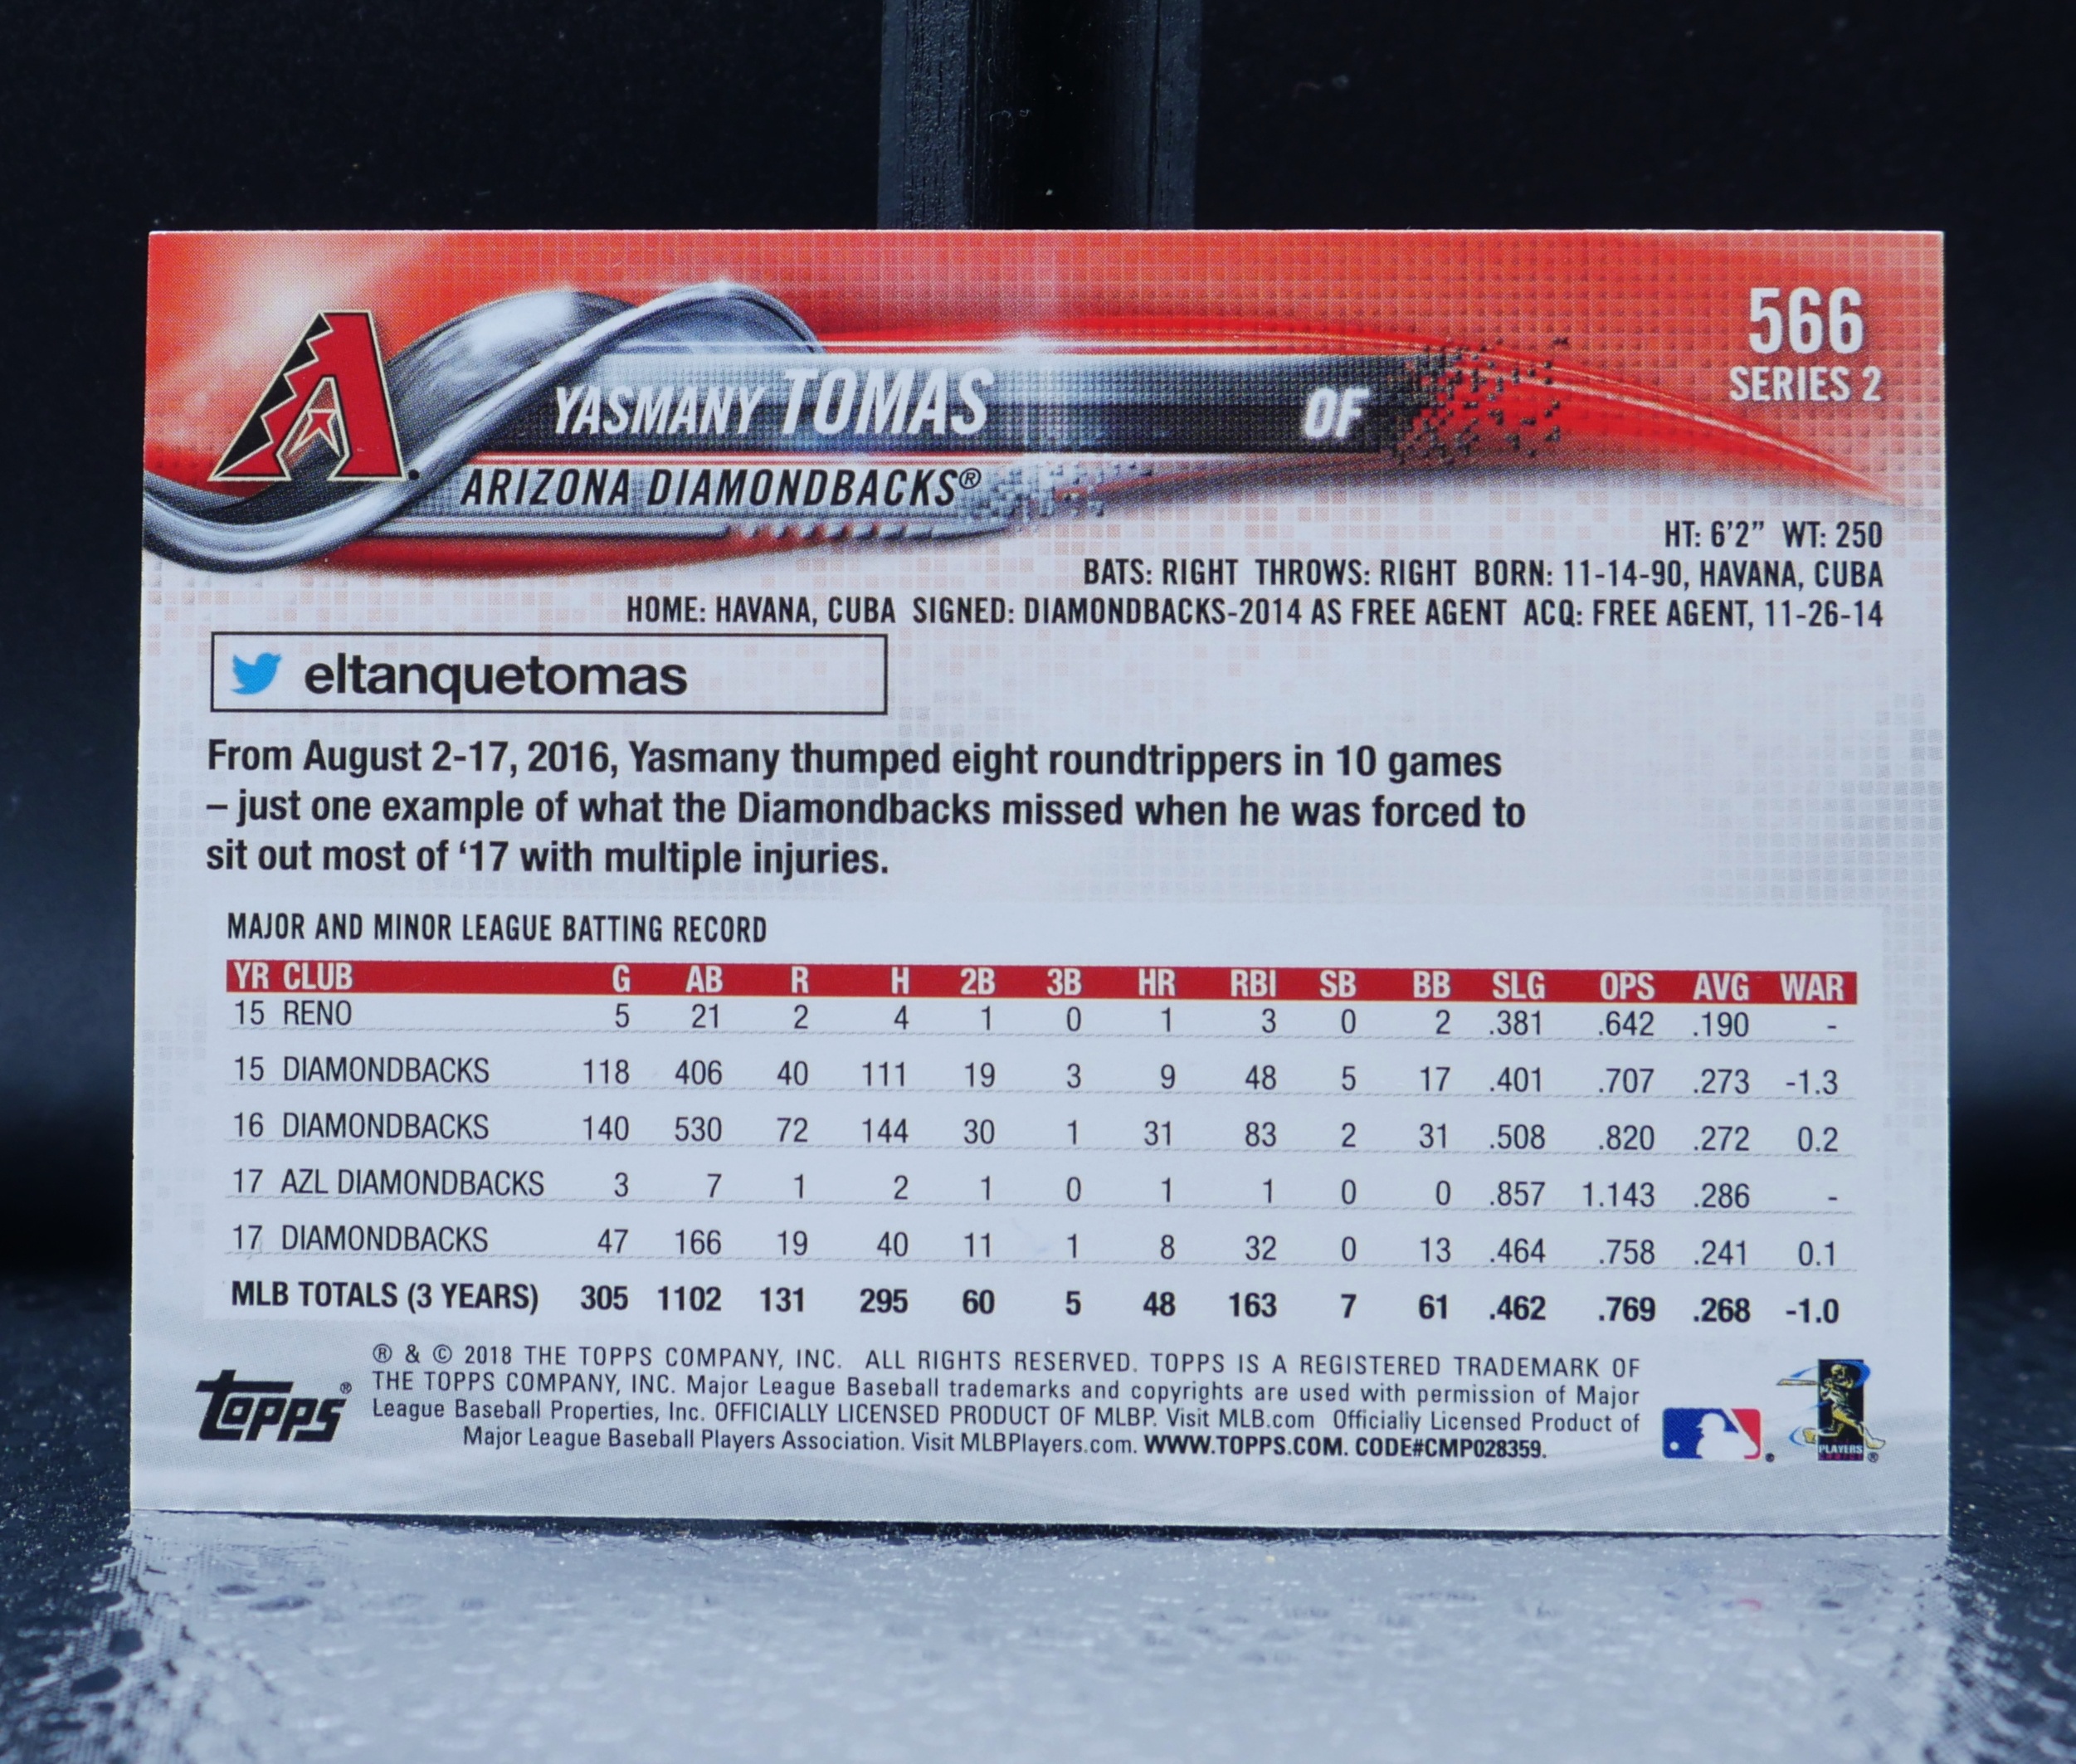 566
SERIES 2
YASMANY TOMAS OF
ARIZONA DIAMONDBACKS®
HT: 6'2" WT: 250
BATS: RIGHT THROWS: RIGHT BORN: 11-14-90, HAVANA, CUBA
HOME: HAVANA, CUBA SIGNED: DIAMONDBACKS-2014 AS FREE AGENT ACQ: FREE AGENT, 11-26-14
eltanquetomas
From August 2-17, 2016, Yasmany thumped eight roundtrippers in 10 games
– just one example of what the Diamondbacks missed when he was forced to
sit out most of ‘17 with multiple injuries.
MAJOR AND MINOR LEAGUE BATTING RECORD
YR CLUB G AB R H 2B 3B HR RBI SB BB SLG OPS AVG WAR
15 RENO 5 21 2 4 1 0 1 3 0 2 .381 .642 .190 -
15 DIAMONDBACKS 118 406 40 111 19 3 9 48 5 17 .401 .707 .273 -1.3
16 DIAMONDBACKS 140 530 72 144 30 1 31 83 2 31 .508 .820 .272 0.2
17 AZL DIAMONDBACKS 3 7 1 2 1 0 1 1 0 0 .857 1.143 .286 -
17 DIAMONDBACKS 47 166 19 40 11 1 8 32 0 13 .464 .758 .241 0.1
MLB TOTALS (3 YEARS) 305 1102 131 295 60 5 48 163 7 61 .462 .769 .268 -1.0
topps®
® & © 2018 THE TOPPS COMPANY, INC. ALL RIGHTS RESERVED. TOPPS IS A REGISTERED TRADEMARK OF
THE TOPPS COMPANY, INC. Major League Baseball trademarks and copyrights are used with permission of Major
League Baseball Properties, Inc. OFFICIALLY LICENSED PRODUCT OF MLBP. Visit MLB.com Officially Licensed Product of
Major League Baseball Players Association. Visit MLBPlayers.com. WWW.TOPPS.COM. CODE#CMP028359.
PLAYERS
CHOICE